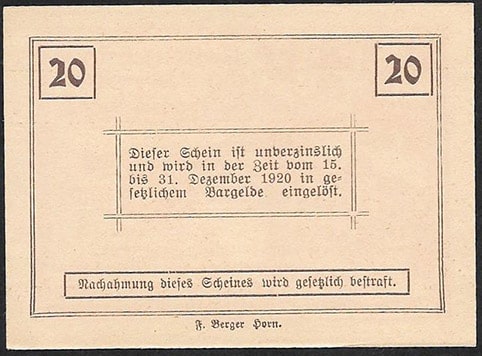 20 20
Dieser Schein ist unverzinslich
und wird in der Zeit vom 15.
bis 31. Dezember 1920 in ge-
setzlichem Bargelde eingelöst.
Nachahmung dieses Scheines wird gesetzlich bestraft.
F. Berger Horn.